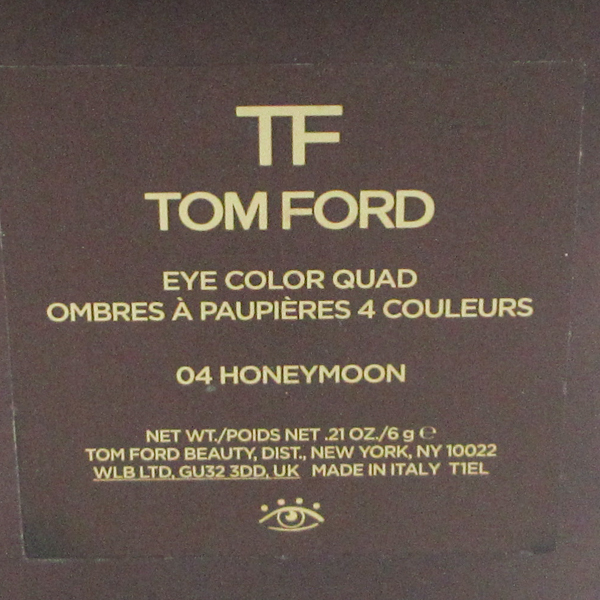 TF
TOM FORD
EYE COLOR QUAD
OMBRES À PAUPIÈRES 4 COULEURS
04 HONEYMOON
NET WT./POIDS NET .21 OZ./6 g ℮
TOM FORD BEAUTY, DIST., NEW YORK, NY 10022
WLB LTD, GU32 3DD, UK MADE IN ITALY T1EL